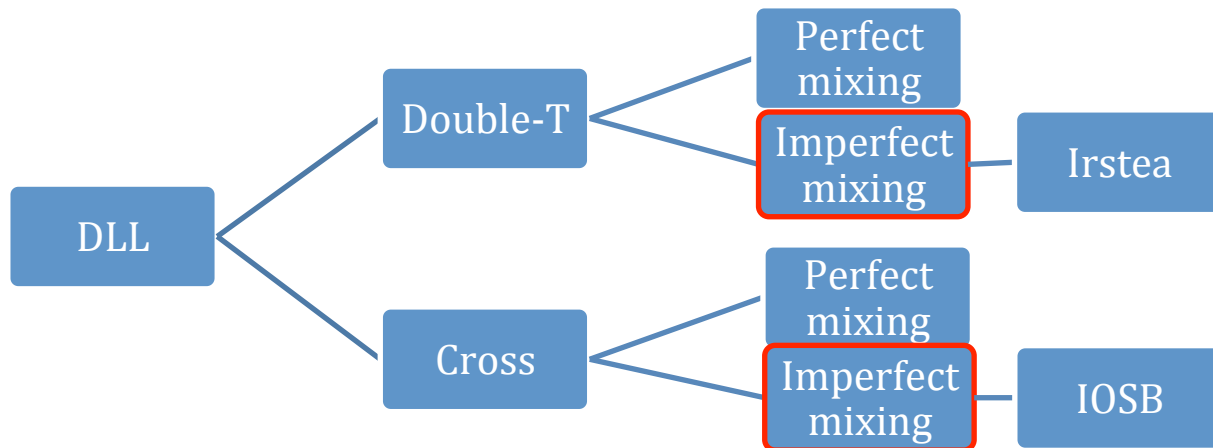 DLL
Double-T
Perfect
mixing
Imperfect
mixing
Irstea
Cross
Perfect
mixing
Imperfect
mixing
IOSB